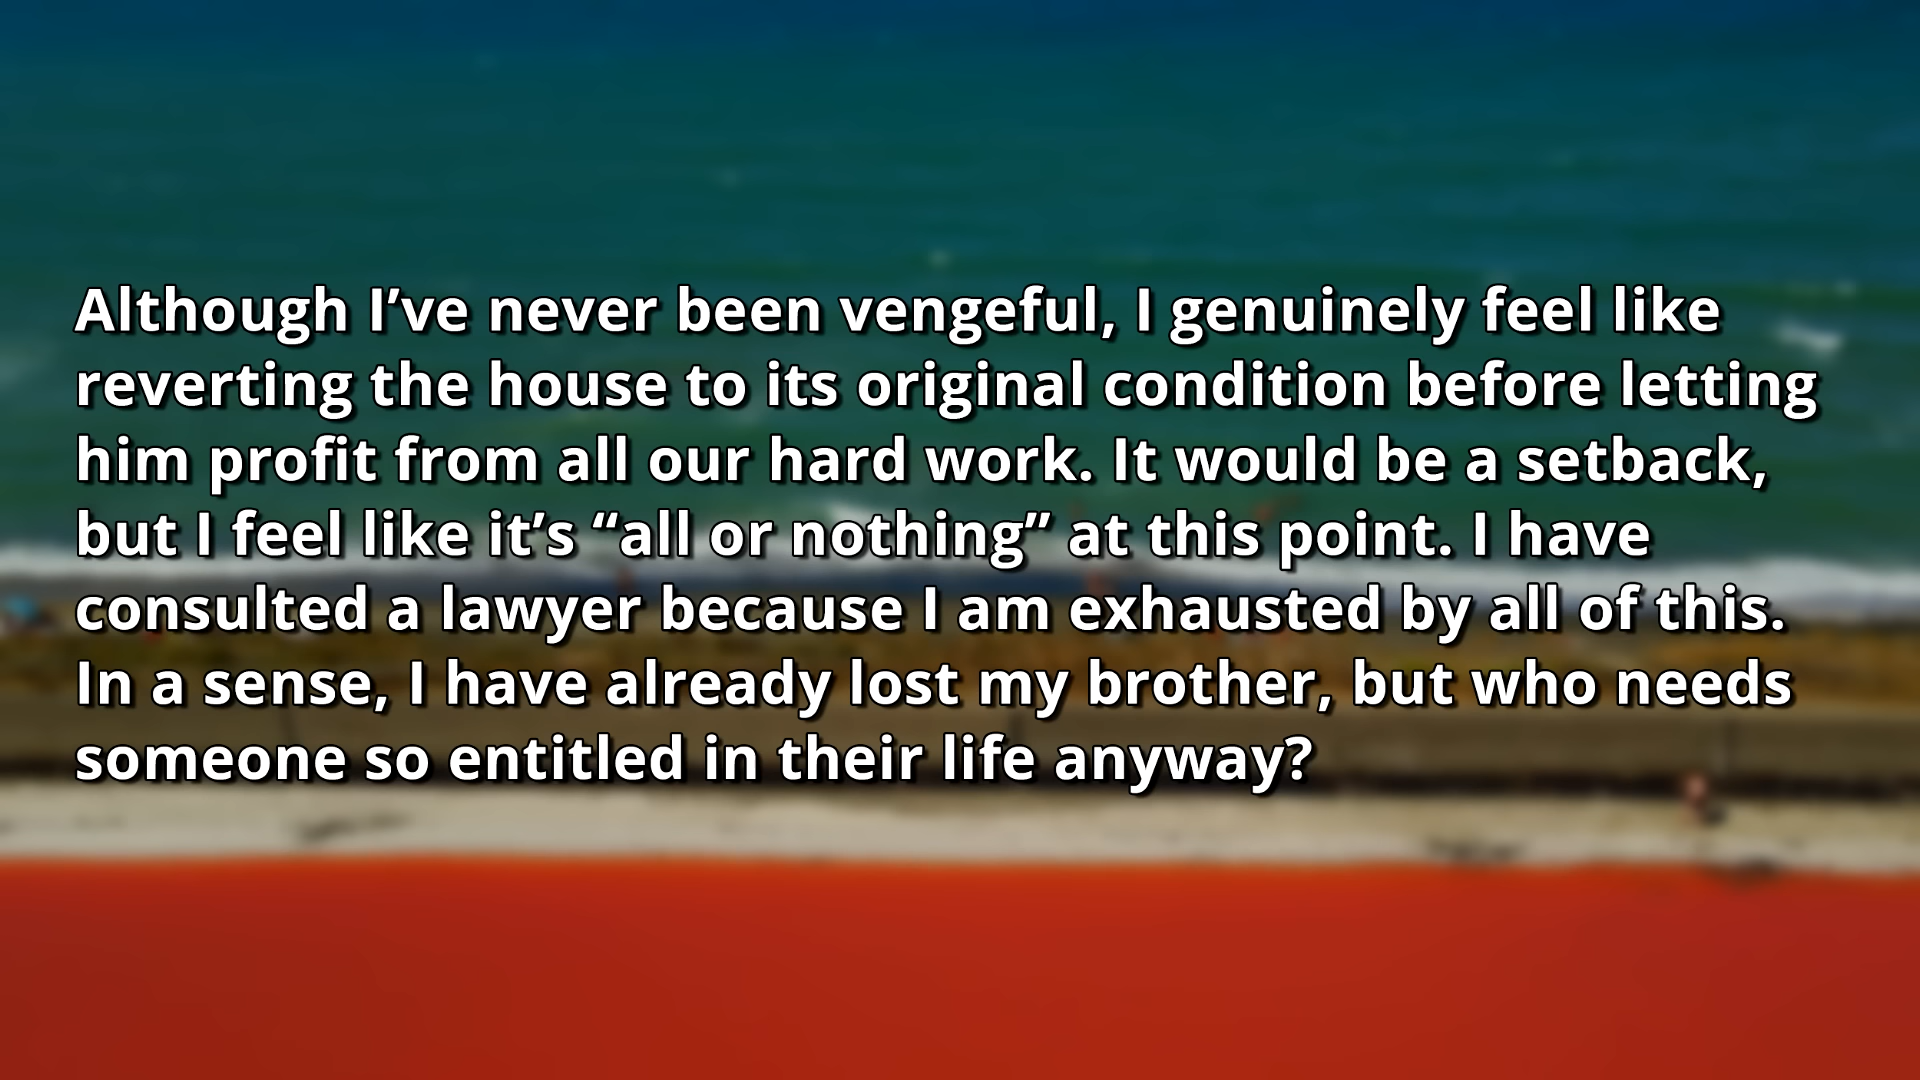 Although I’ve never been vengeful, I genuinely feel like
reverting the house to its original condition before letting
him profit from all our hard work. It would be a setback,
but I feel like it’s “all or nothing” at this point. I have
consulted a lawyer because I am exhausted by all of this.
In a sense, I have already lost my brother, but who needs
someone so entitled in their life anyway?